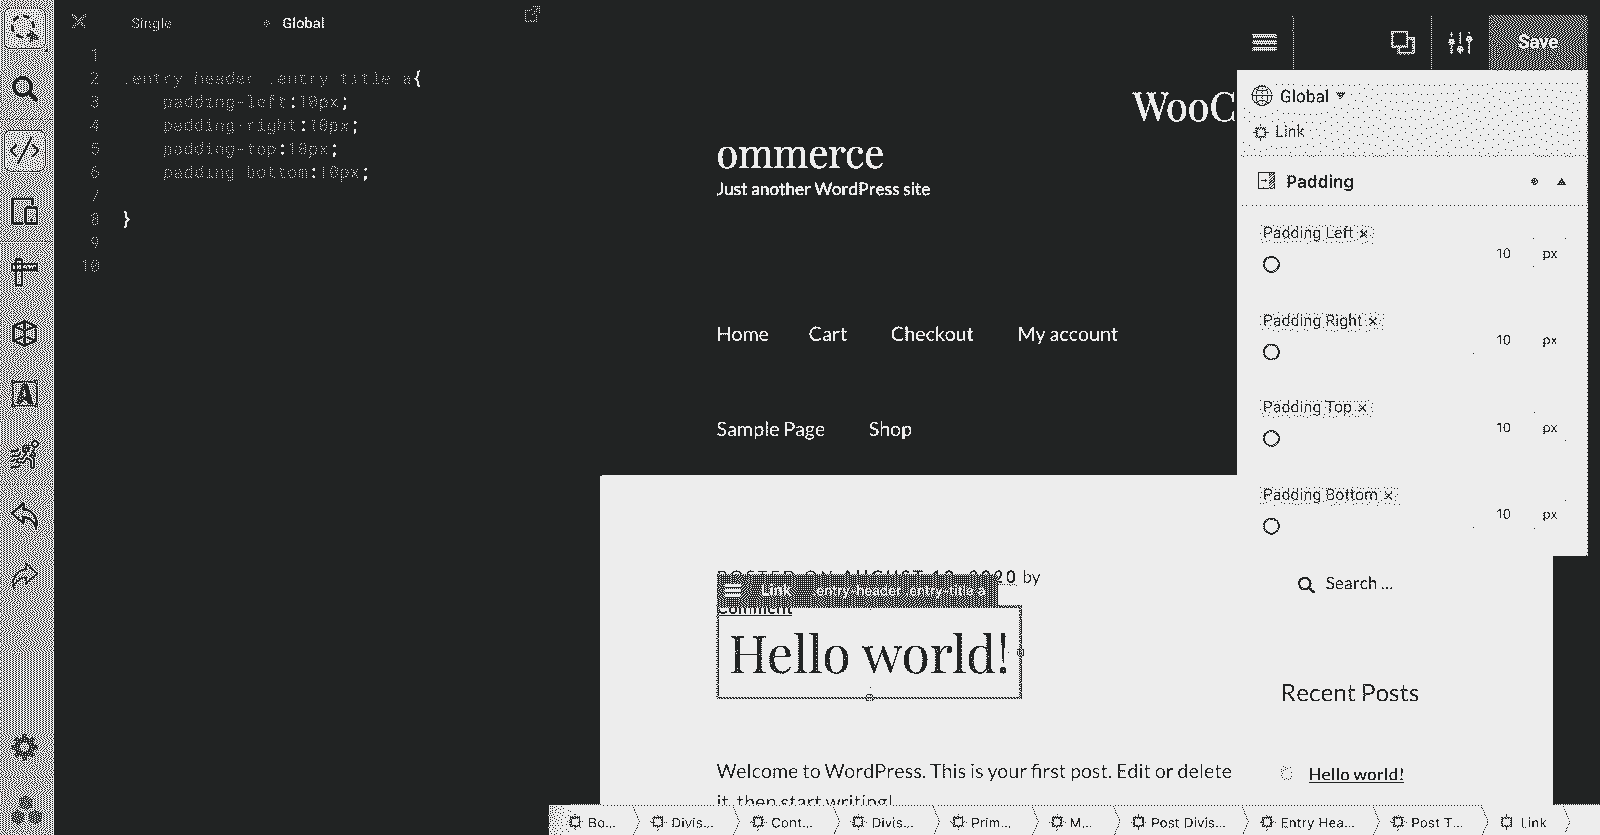 Single
Global
1
2 .entry-header .entry-title a{
3 padding-left:10px;
4 padding-right:10px;
5 padding-top:10px;
6 padding-bottom:10px;
7
8 }
9
10
WooC
ommerce
Just another WordPress site
Home Cart Checkout My account
Sample Page Shop
POSTED ON AUGUST 19, 2020 by
Link .entry-header .entry-title a
Comment
Hello world!
Welcome to WordPress. This is your first post. Edit or delete
it, then start writing!
Save
Global
Link
Padding
Padding Left ×
10 px
Padding Right ×
10 px
Padding Top ×
10 px
Padding Bottom ×
10 px
Search ...
Recent Posts
Hello world!
Bo... Divis... Cont... Divis... Prim... M... Post Divis... Entry Hea... Post T... Link